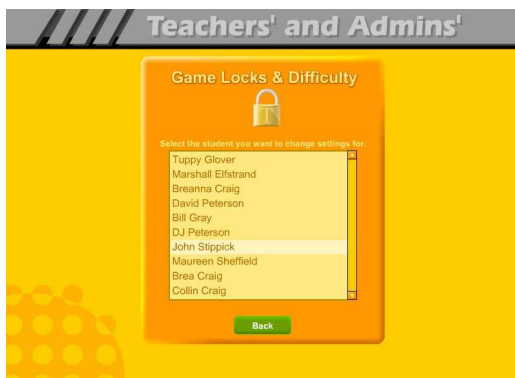 Teachers' and Admins'
Game Locks & Difficulty
T
Select the student you want to change settings for.
Tuppy Glover
Marshall Elfstrand
Breanna Craig
David Peterson
Bill Gray
DJ Peterson
John Stippick
Maureen Sheffield
Brea Craig
Collin Craig
Back